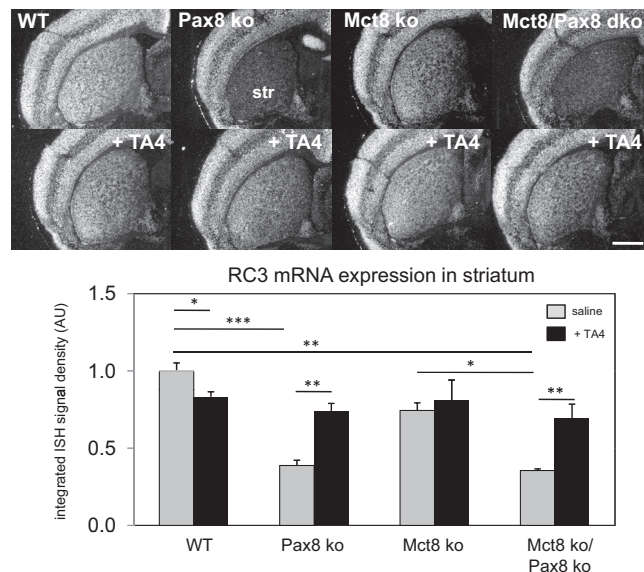 WT
Pax8 ko
Mct8 ko
Mct8/Pax8 dko
str
+ TA4
+ TA4
+ TA4
+ TA4
RC3 mRNA expression in striatum
integrated ISH signal density (AU)
1.5
1.0
0.5
0.0
saline
+ TA4
*
***
**
*
**
**
WT
Pax8 ko
Mct8 ko
Mct8 ko/
Pax8 ko